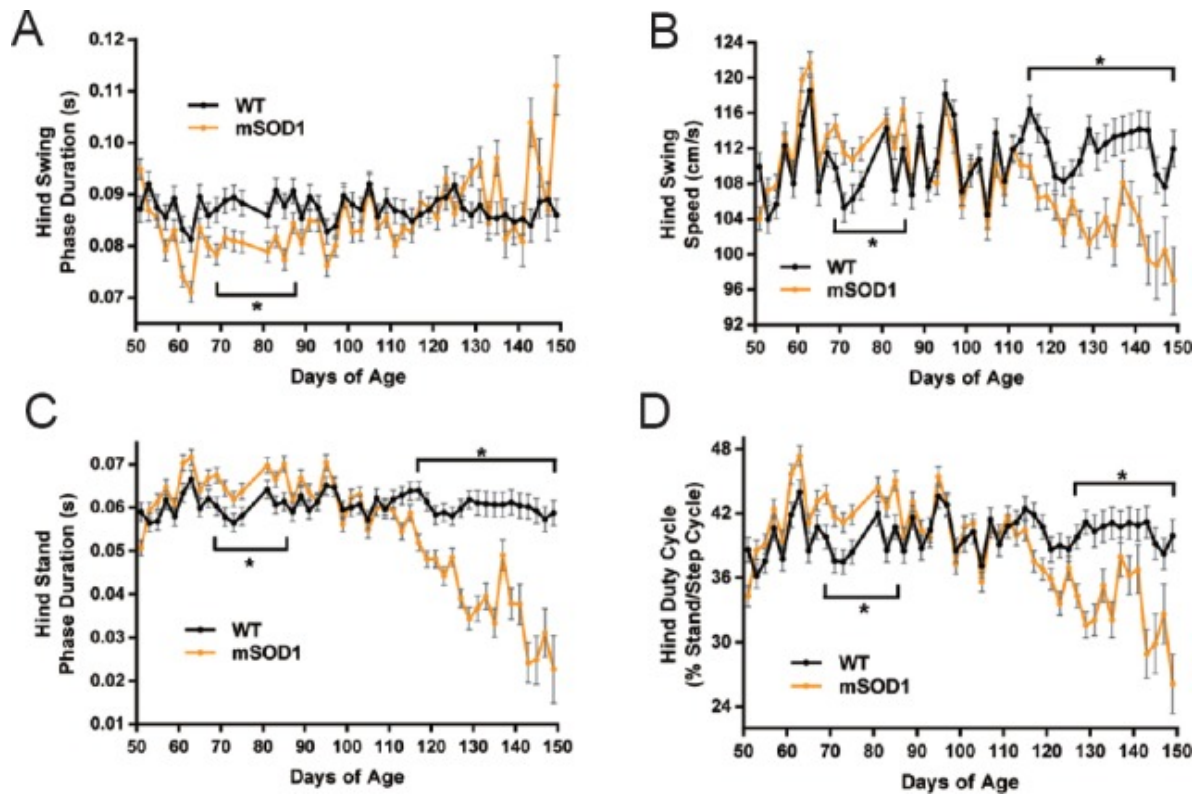 A
0.12
0.11
0.10
0.09
0.08
0.07
Hind Swing
Phase Duration (s)
WT
mSOD1
*
50 60 70 80 90 100 110 120 130 140 150
Days of Age
B
124
120
116
112
108
104
100
96
92
Hind Swing
Speed (cm/s)
*
*
WT
mSOD1
50 60 70 80 90 100 110 120 130 140 150
Days of Age
C
0.07
0.06
0.05
0.04
0.03
0.02
0.01
Hind Stand
Phase Duration (s)
*
*
WT
mSOD1
50 60 70 80 90 100 110 120 130 140 150
Days of Age
D
48
42
36
30
24
Hind Duty Cycle
(% Stand/Step Cycle)
*
*
WT
mSOD1
50 60 70 80 90 100 110 120 130 140 150
Days of Age